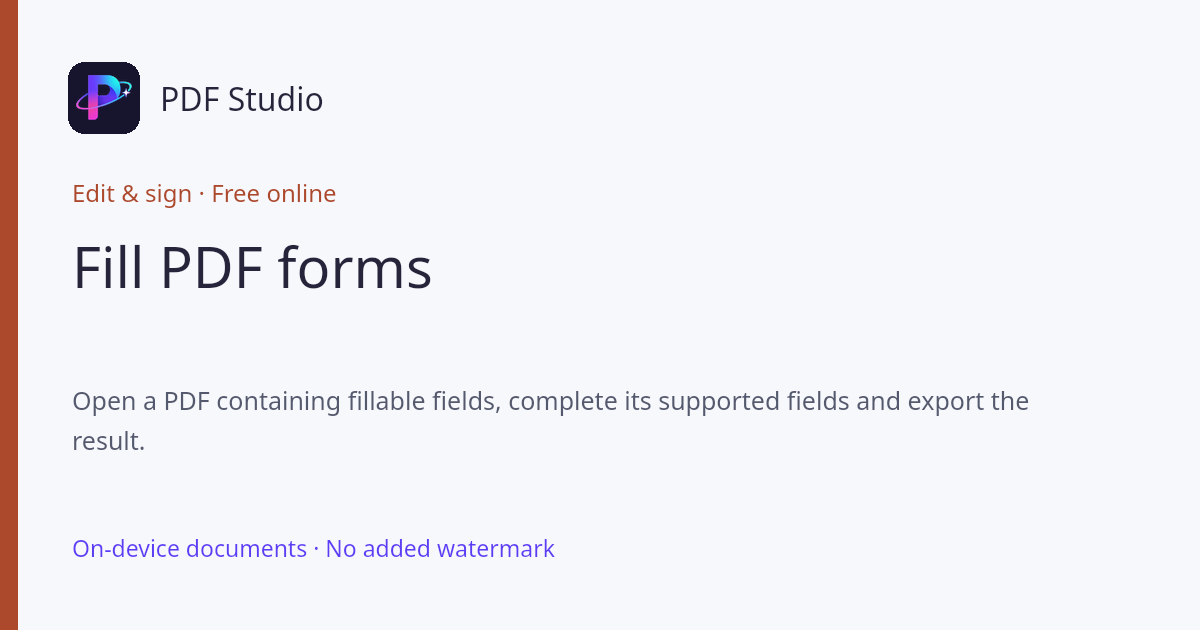 PDF Studio
Edit & sign · Free online
Fill PDF forms
Open a PDF containing fillable fields, complete its supported fields and export the
result.
On-device documents · No added watermark